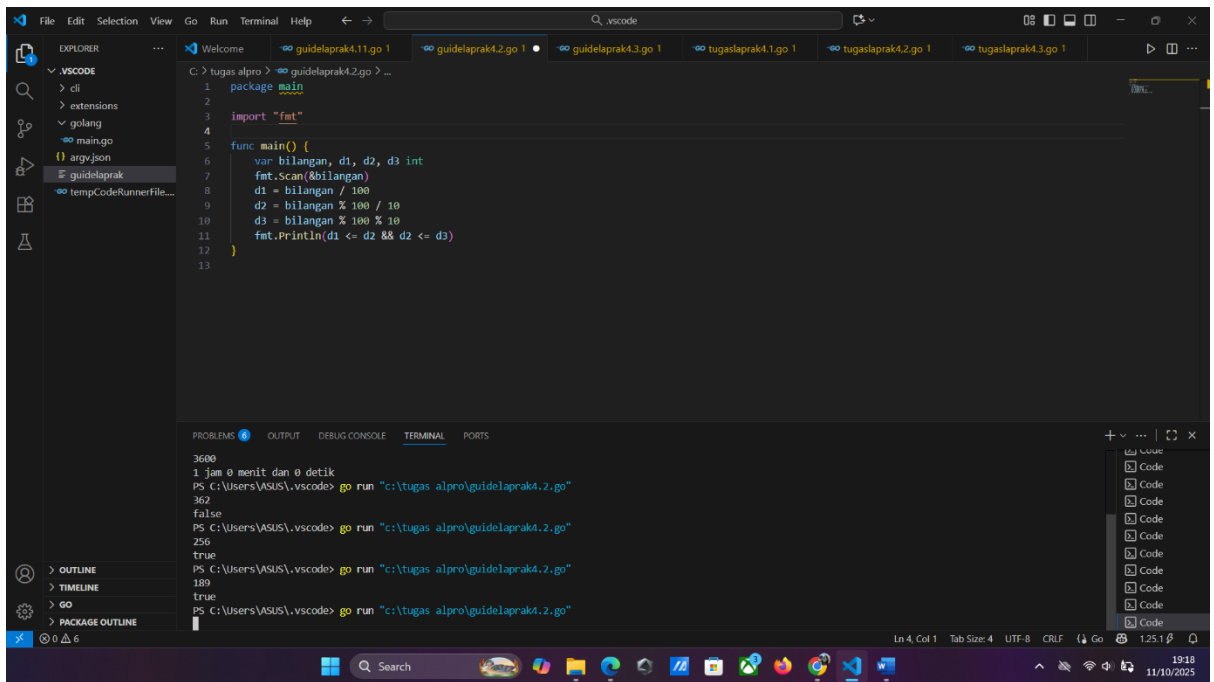 File Edit Selection View Go Run Terminal Help
.vscode
EXPLORER
Welcome
guidelaprak4.11.go 1
guidelaprak4.2.go 1
guidelaprak4.3.go 1
tugaslaprak4.1.go 1
tugaslaprak4,2.go 1
tugaslaprak4.3.go 1
.VSCODE
cli
extensions
golang
main.go
argv.json
guidelaprak
tempCodeRunnerFile....
C: > tugas alpro > guidelaprak4.2.go > ...
1 package main
2
3 import "fmt"
4
5 func main() {
6 var bilangan, d1, d2, d3 int
7 fmt.Scan(&bilangan)
8 d1 = bilangan / 100
9 d2 = bilangan % 100 / 10
10 d3 = bilangan % 100 % 10
11 fmt.Println(d1 <= d2 && d2 <= d3)
12 }
13
PROBLEMS 6 OUTPUT DEBUG CONSOLE TERMINAL PORTS
3600
1 jam 0 menit dan 0 detik
PS C:\Users\ASUS\.vscode> go run "c:\tugas alpro\guidelaprak4.2.go"
362
false
PS C:\Users\ASUS\.vscode> go run "c:\tugas alpro\guidelaprak4.2.go"
256
true
PS C:\Users\ASUS\.vscode> go run "c:\tugas alpro\guidelaprak4.2.go"
189
true
PS C:\Users\ASUS\.vscode> go run "c:\tugas alpro\guidelaprak4.2.go"
Code
Code
Code
Code
Code
Code
Code
Code
Code
Code
Code
OUTLINE
TIMELINE
GO
PACKAGE OUTLINE
0 6
Ln 4, Col 1 Tab Size: 4 UTF-8 CRLF Go 1.25.1
Search
19:18
11/10/2025